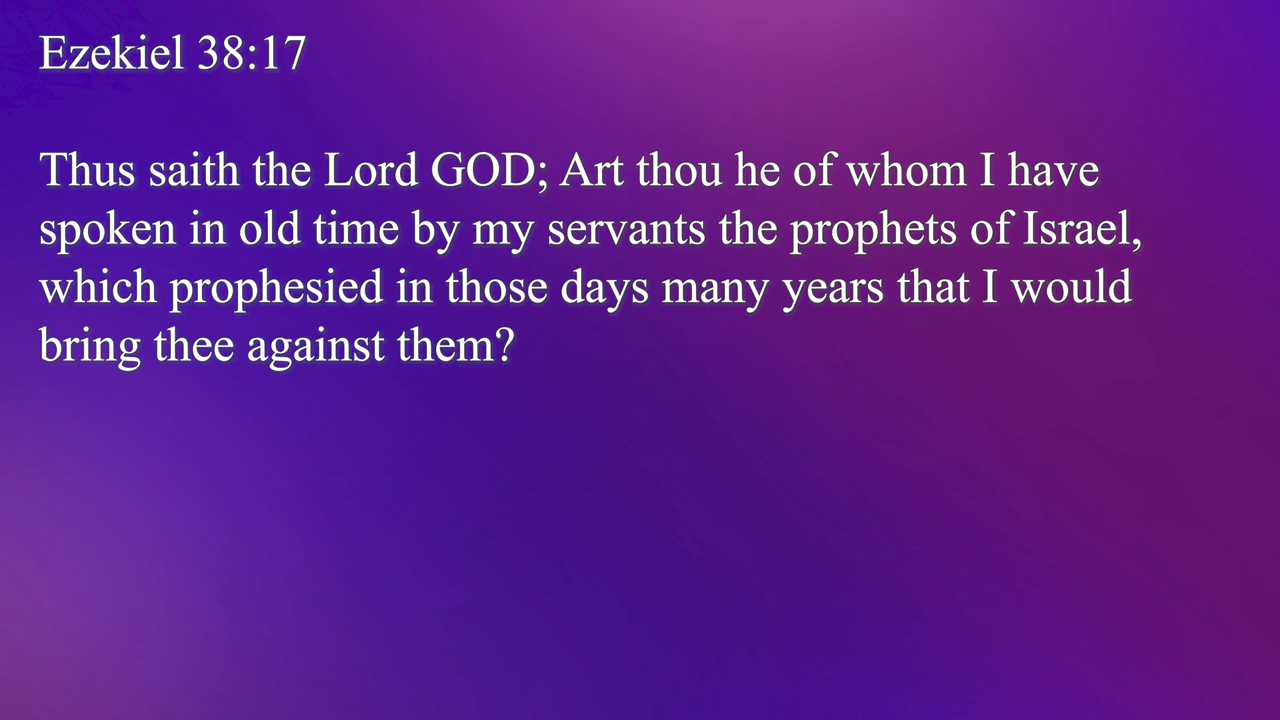 Ezekiel 38:17
Thus saith the Lord GOD; Art thou he of whom I have
spoken in old time by my servants the prophets of Israel,
which prophesied in those days many years that I would
bring thee against them?